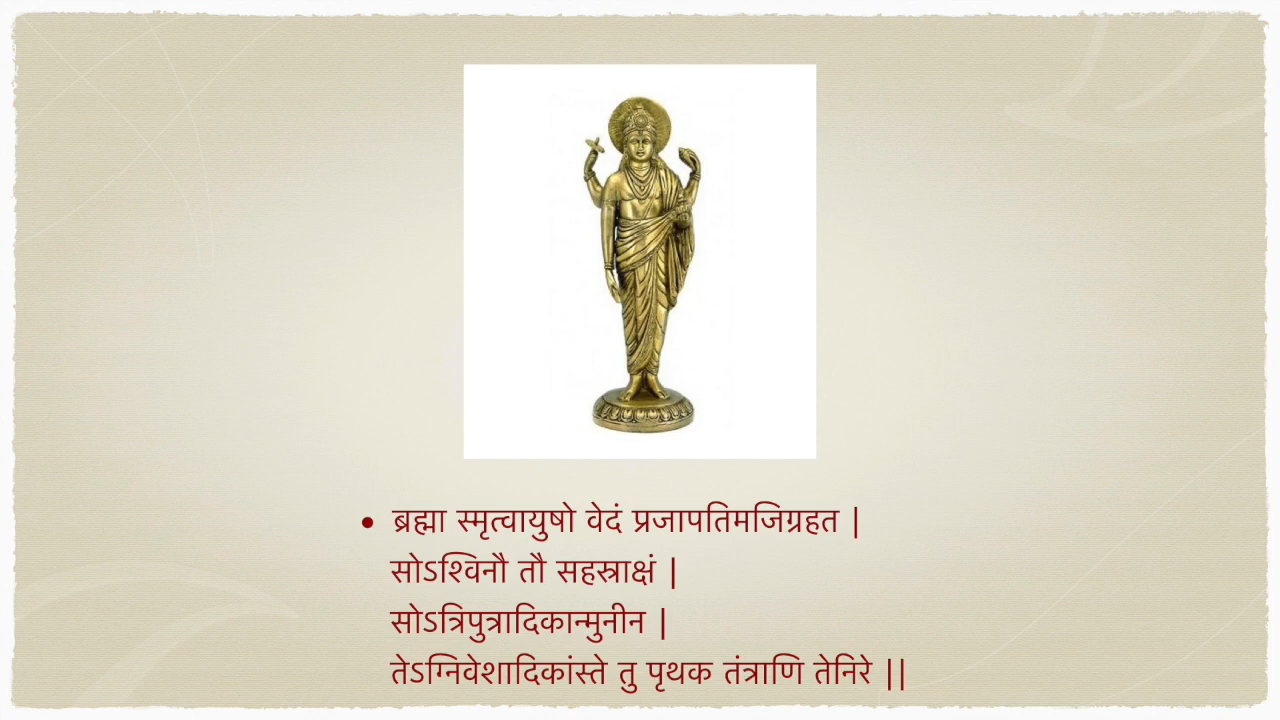 • ब्रह्मा स्मृत्वायुषो वेदं प्रजापतिमजिग्रहत |
सोऽश्विनौ तौ सहस्राक्षं |
सोऽत्रिपुत्रादिकान्मुनीन |
तेऽग्निवेशादिकांस्ते तु पृथक तंत्राणि तेनिरे ||